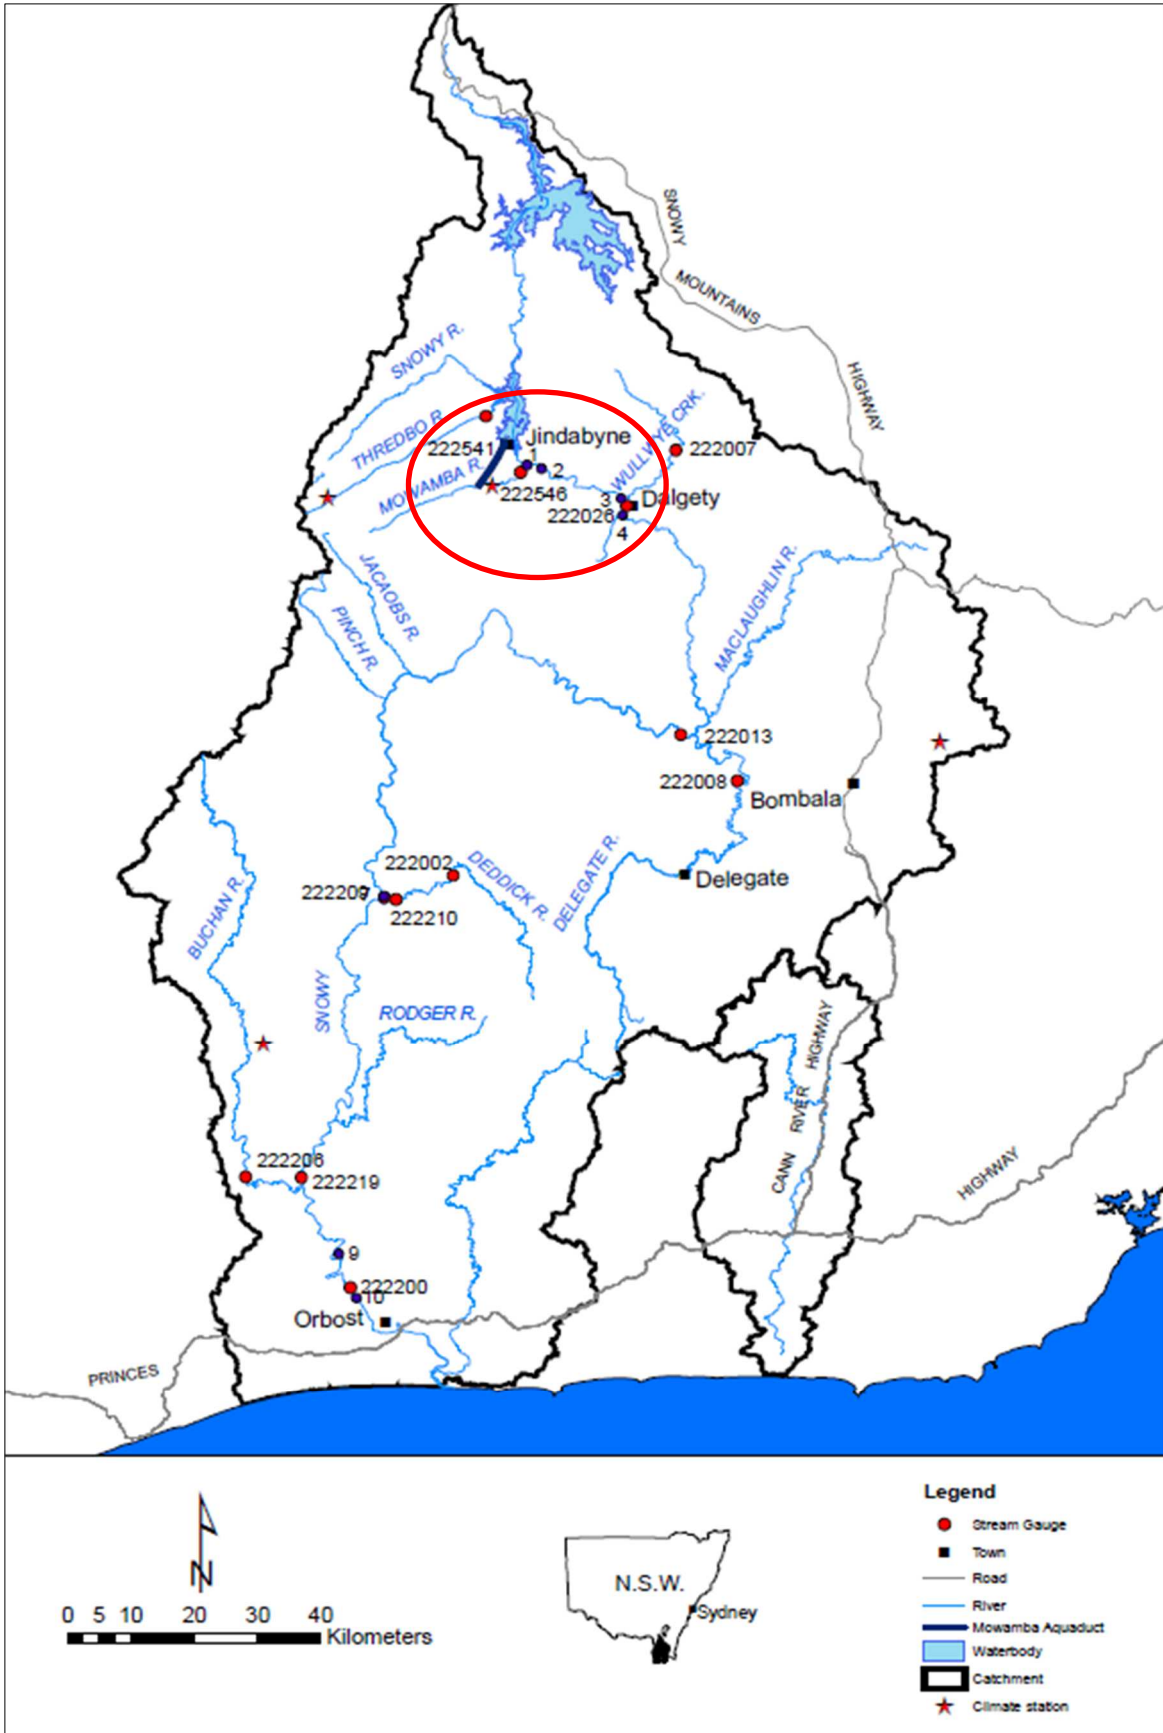 SNOWY
MOUNTAINS
HIGHWAY
SNOWY R.
THREDBO R.
222541
Jindabyne
1
2
MOWAMBA R.
222546
WULLWYE CRK.
222007
3
Dalgety
222026
4
JACAOBS R.
PINCH R.
MACLAUGHLIN R.
222013
222008
Bombala
222002
DEDDICK R.
DELEGATE R.
Delegate
222209
222210
BUCHAN R.
SNOWY
RODGER R.
CANN RIVER HIGHWAY
222206
222219
HIGHWAY
9
222200
10
Orbost
PRINCES
N
0 5 10 20 30 40
Kilometers
N.S.W.
Sydney
Legend
Stream Gauge
Town
Road
River
Mowamba Aquaduct
Waterbody
Catchment
Climate station